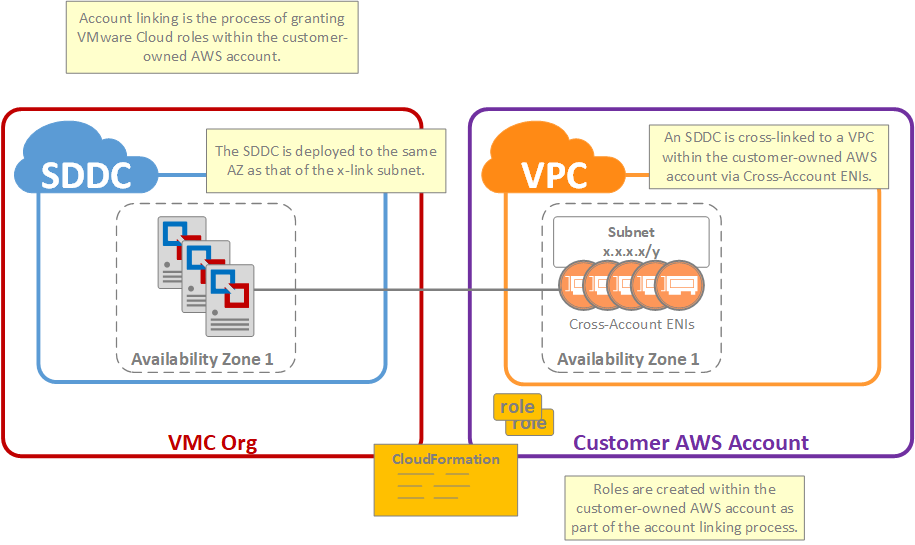 Account linking is the process of granting
VMware Cloud roles within the customer-
owned AWS account.
SDDC
The SDDC is deployed to the same
AZ as that of the x-link subnet.
Availability Zone 1
VMC Org
VPC
An SDDC is cross-linked to a VPC
within the customer-owned AWS
account via Cross-Account ENIs.
Subnet
x.x.x.x/y
Cross-Account ENIs
Availability Zone 1
role
role
Customer AWS Account
CloudFormation
Roles are created within the
customer-owned AWS account as
part of the account linking process.